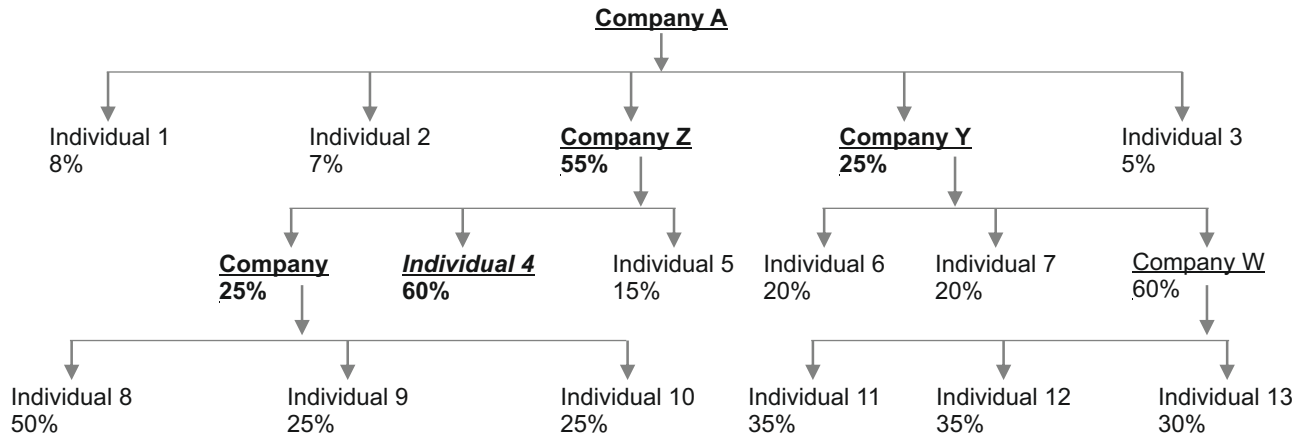 Company A
Individual 1
8%
Individual 2
7%
Company Z
55%
Company Y
25%
Individual 3
5%
Company
25%
Individual 4
60%
Individual 5
15%
Individual 6
20%
Individual 7
20%
Company W
60%
Individual 8
50%
Individual 9
25%
Individual 10
25%
Individual 11
35%
Individual 12
35%
Individual 13
30%